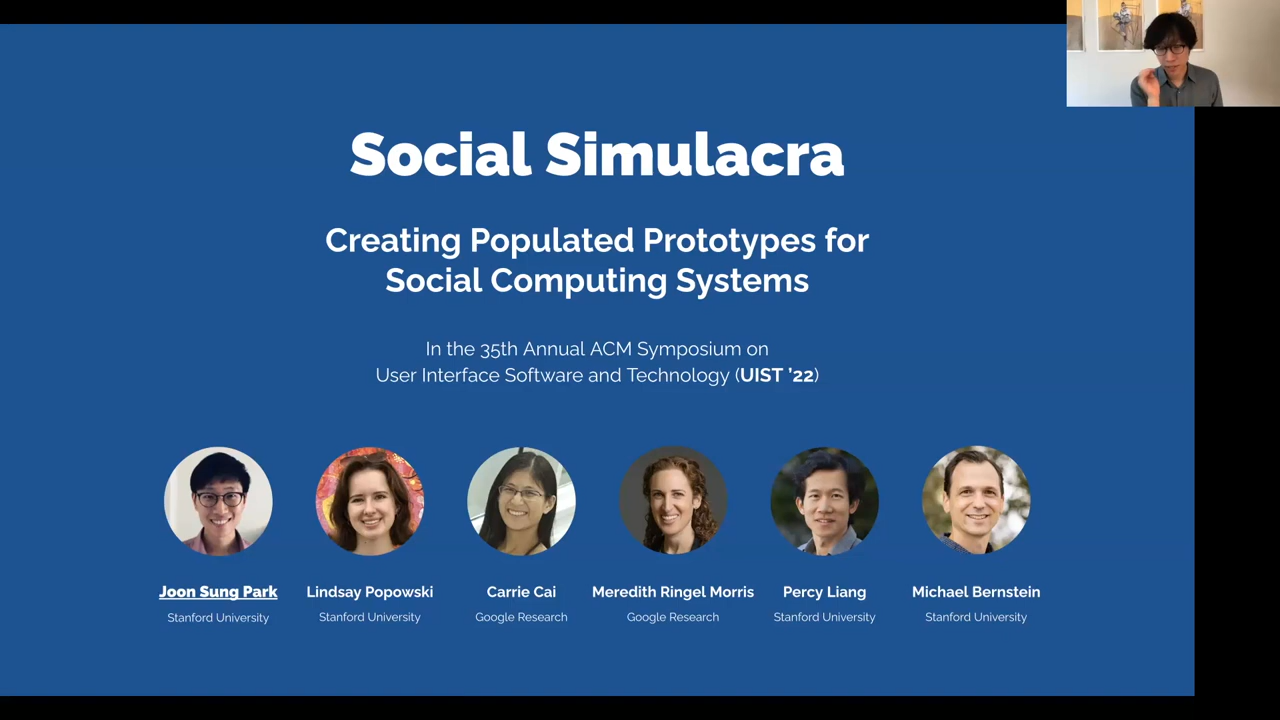 Social Simulacra
Creating Populated Prototypes for
Social Computing Systems
In the 35th Annual ACM Symposium on
User Interface Software and Technology (UIST ’22)
Joon Sung Park
Stanford University
Lindsay Popowski
Stanford University
Carrie Cai
Google Research
Meredith Ringel Morris
Google Research
Percy Liang
Stanford University
Michael Bernstein
Stanford University